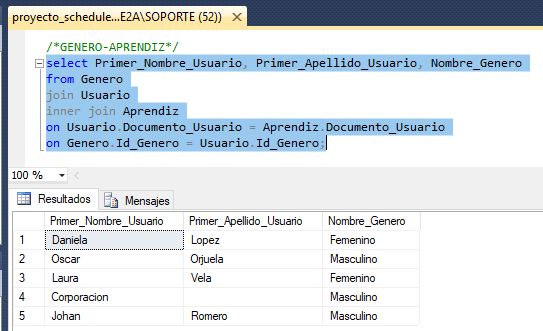 proyecto_schedule...E2A\SOPORTE (52))
/*GENERO-APRENDIZ*/
select Primer_Nombre_Usuario, Primer_Apellido_Usuario, Nombre_Genero
from Genero
join Usuario
inner join Aprendiz
on Usuario.Documento_Usuario = Aprendiz.Documento_Usuario
on Genero.Id_Genero = Usuario.Id_Genero;
100 %
Resultados Mensajes
Primer_Nombre_Usuario Primer_Apellido_Usuario Nombre_Genero
1 Daniela Lopez Femenino
2 Oscar Orjuela Masculino
3 Laura Vela Femenino
4 Corporacion Masculino
5 Johan Romero Masculino